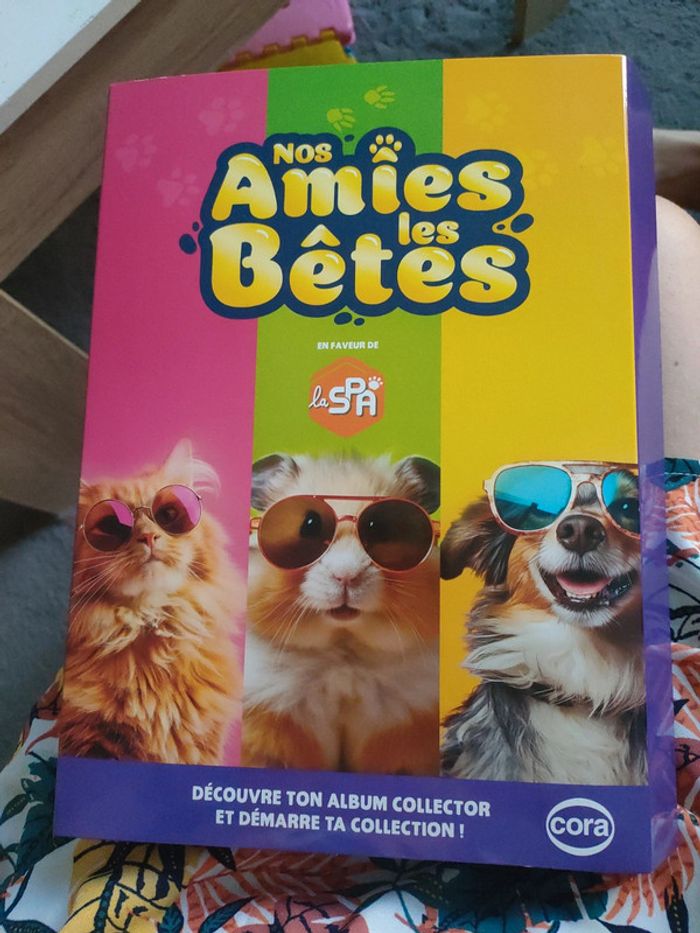 Nos
Amies
les
Bêtes
EN FAVEUR DE
la SPA
DÉCOUVRE TON ALBUM COLLECTOR
ET DÉMARRE TA COLLECTION !
cora